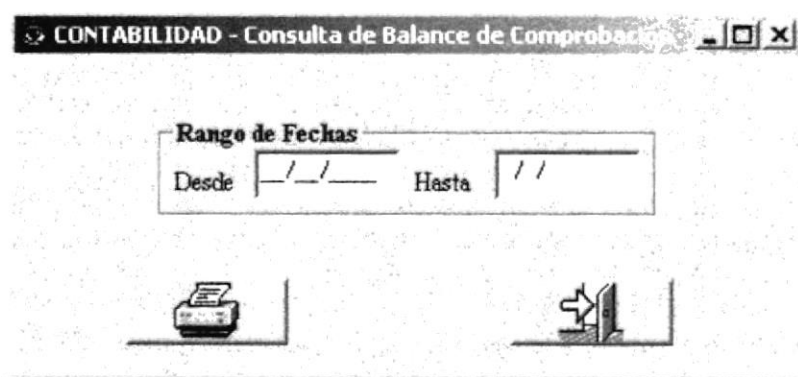 CONTABILIDAD - Consulta de Balance de Comprobación
Rango de Fechas
Desde __/__/____ Hasta / /